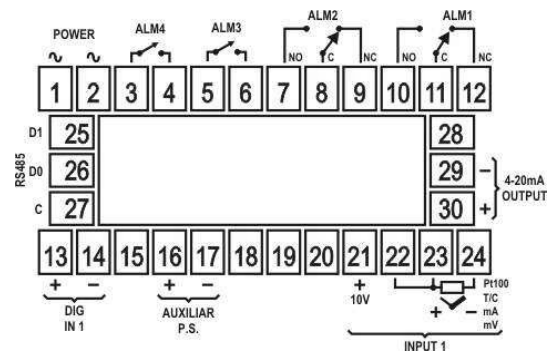 POWER ALM4 ALM3 ALM2 ALM1
NO C NC NO C NC
1 2 3 4 5 6 7 8 9 10 11 12
D1 25 28
RS485 D0 26 29 − 4-20mA OUTPUT
C 27 30 +
13 14 15 16 17 18 19 20 21 22 23 24
+ − + − +
10V
Pt100
T/C
+ − mA
mV
DIG IN 1
AUXILIAR P.S.
INPUT 1